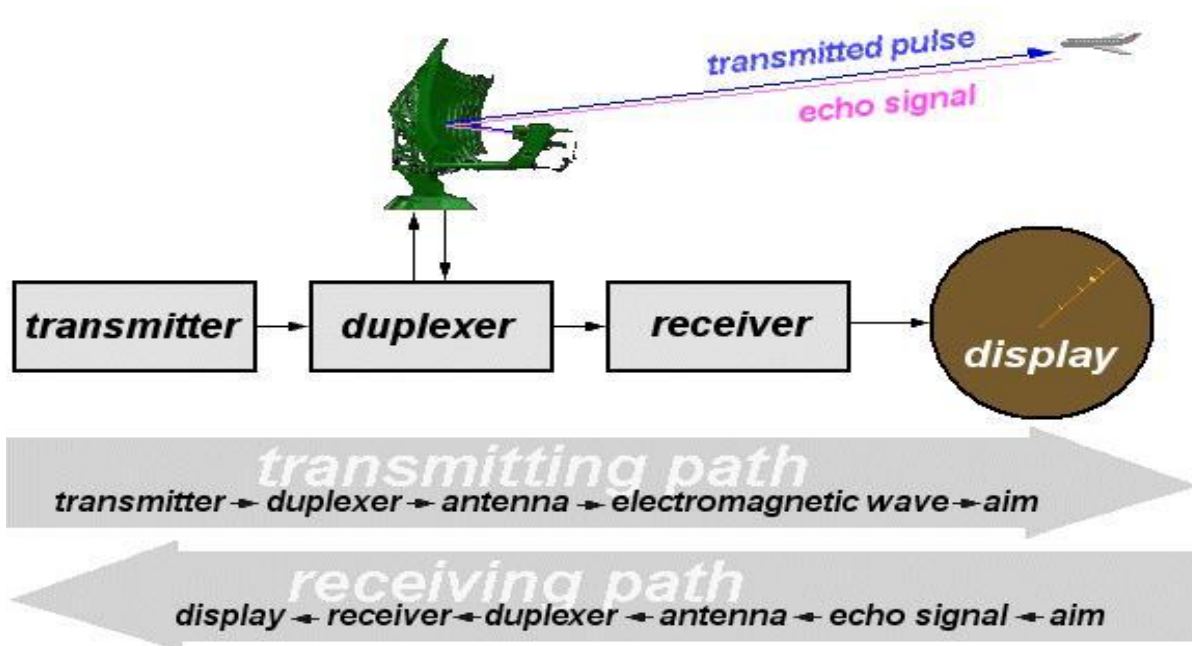 transmitted pulse
echo signal
transmitter
duplexer
receiver
display
transmitting path
transmitter→duplexer→antenna→electromagnetic wave→aim
receiving path
display←receiver←duplexer←antenna←echo signal←aim